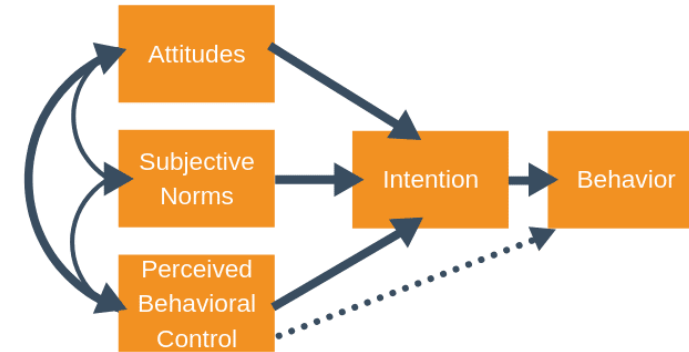 Attitudes
Subjective
Norms
Perceived
Behavioral
Control
Intention
Behavior